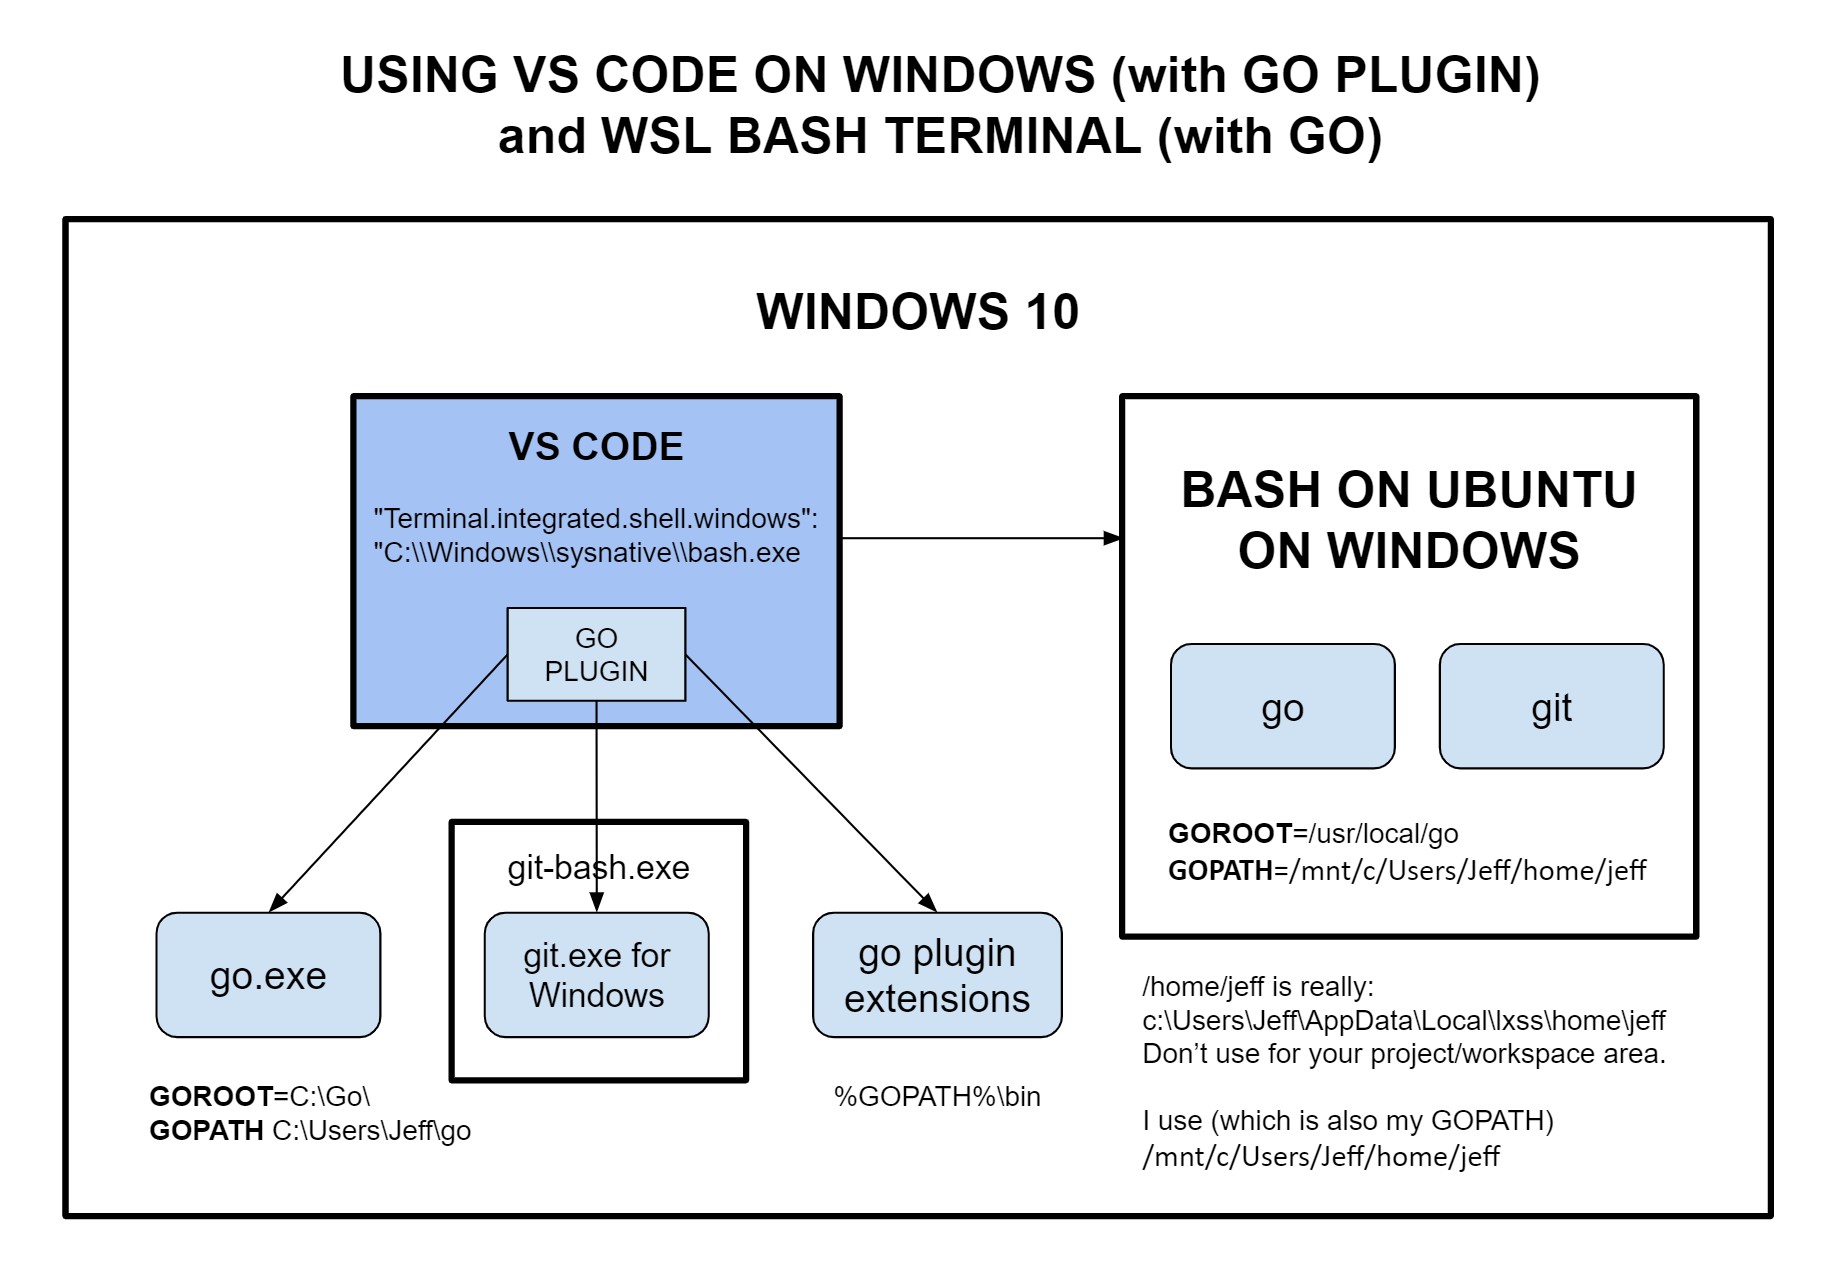 USING VS CODE ON WINDOWS (with GO PLUGIN)
and WSL BASH TERMINAL (with GO)
WINDOWS 10
VS CODE
"Terminal.integrated.shell.windows":
"C:\\Windows\\sysnative\\bash.exe
GO
PLUGIN
BASH ON UBUNTU
ON WINDOWS
go
git
GOROOT=/usr/local/go
GOPATH=/mnt/c/Users/Jeff/home/jeff
git-bash.exe
go.exe
git.exe for
Windows
go plugin
extensions
GOROOT=C:\Go\
GOPATH C:\Users\Jeff\go
%GOPATH%\bin
/home/jeff is really:
c:\Users\Jeff\AppData\Local\lxss\home\jeff
Don’t use for your project/workspace area.
I use (which is also my GOPATH)
/mnt/c/Users/Jeff/home/jeff